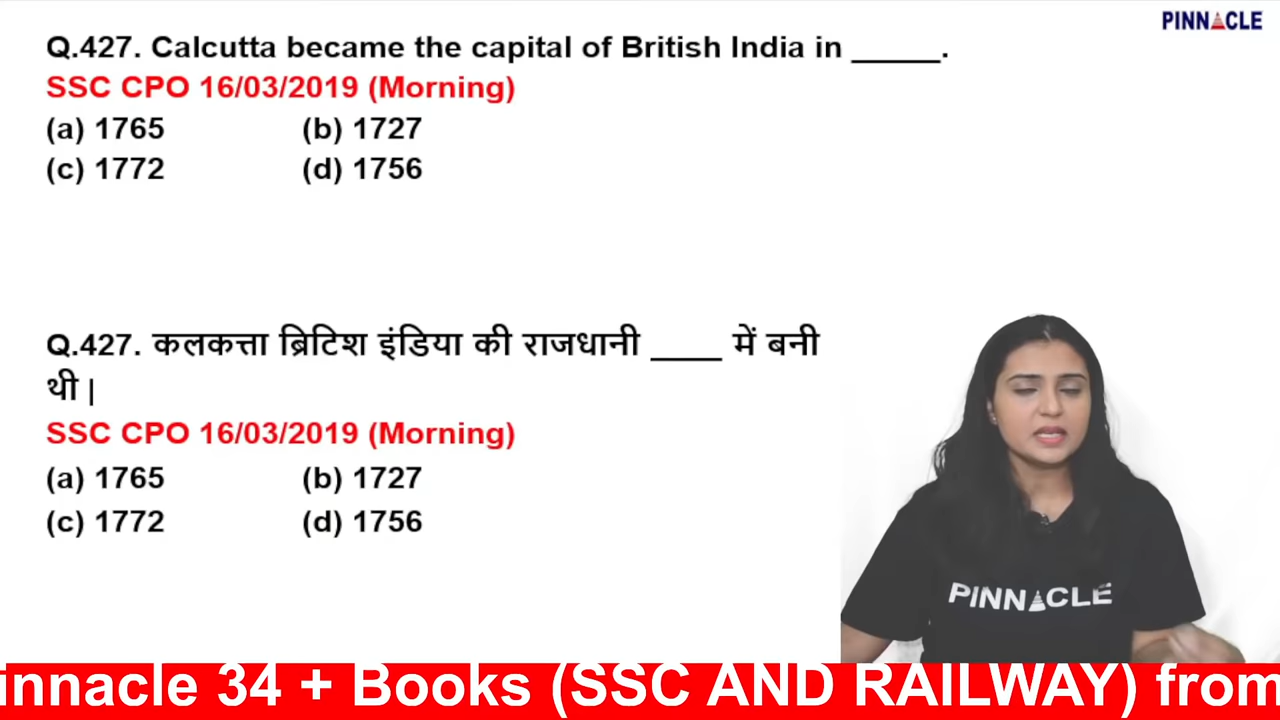 PINNACLE
Q.427. Calcutta became the capital of British India in _____.
SSC CPO 16/03/2019 (Morning)
(a) 1765 (b) 1727
(c) 1772 (d) 1756
Q.427. कलकत्ता ब्रिटिश इंडिया की राजधानी ____ में बनी
थी |
SSC CPO 16/03/2019 (Morning)
(a) 1765 (b) 1727
(c) 1772 (d) 1756
PINNACLE
innacle 34 + Books (SSC AND RAILWAY) from